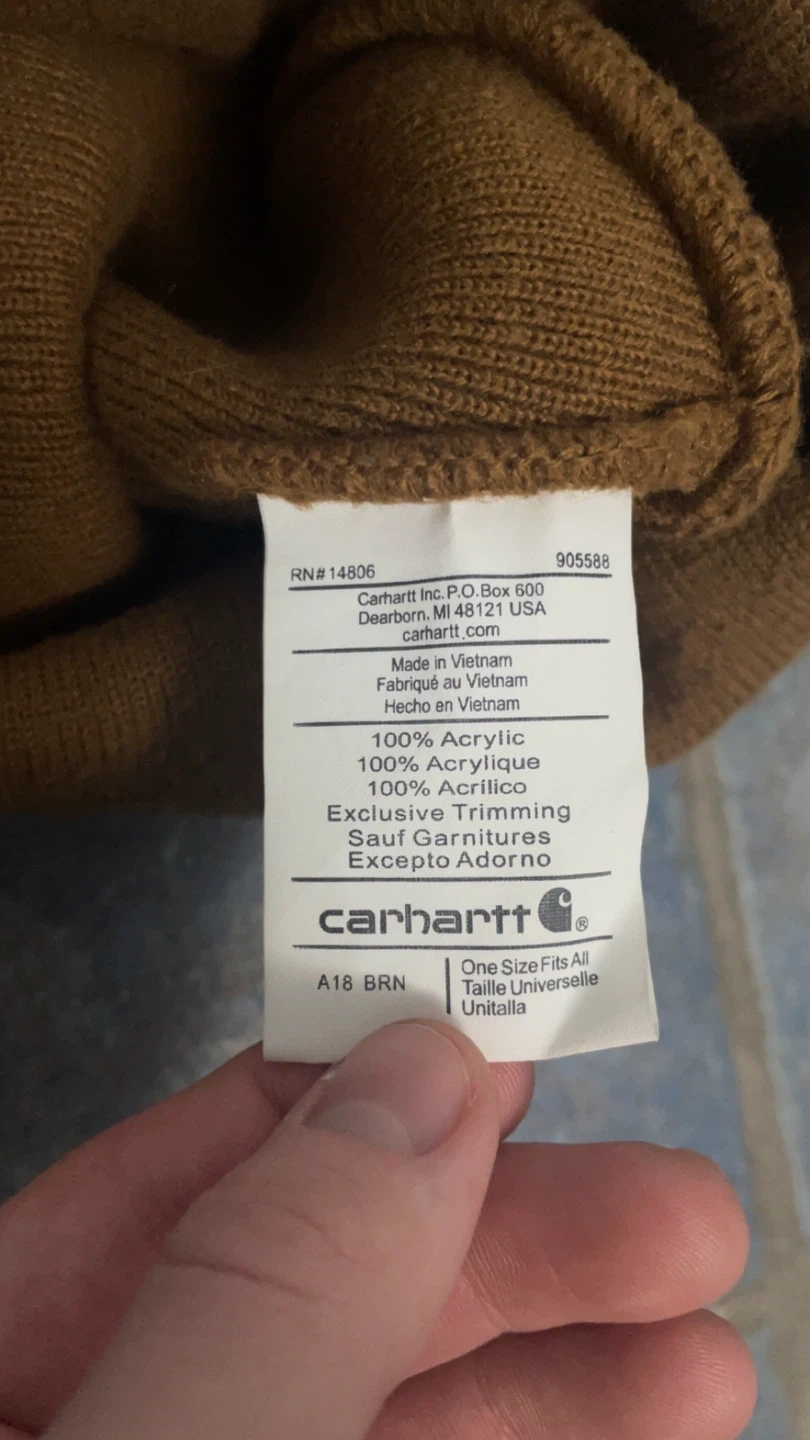 RN#14806 905588
Carhartt Inc. P.O.Box 600
Dearborn, MI 48121 USA
carhartt.com
Made in Vietnam
Fabriqué au Vietnam
Hecho en Vietnam
100% Acrylic
100% Acrylique
100% Acrílico
Exclusive Trimming
Sauf Garnitures
Excepto Adorno
carhartt ®
A18 BRN
One Size Fits All
Taille Universelle
Unitalla